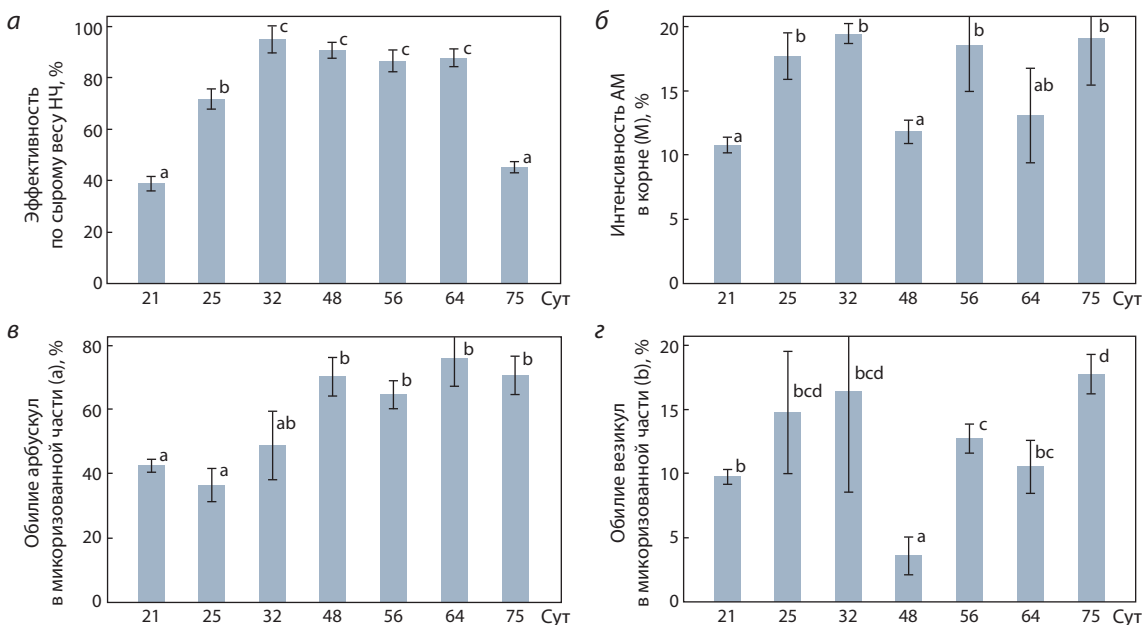 а
Эффективность
по сырому весу НЧ, %
100
80
60
40
20
0
a
b
c
c
c
c
a
21 25 32 48 56 64 75 Сут
б
Интенсивность АМ
в корне (М), %
20
15
10
5
0
a
b
b
a
b
ab
b
21 25 32 48 56 64 75 Сут
в
Обилие арбускул
в микоризованной части (a), %
80
60
40
20
0
a
a
ab
b
b
b
b
21 25 32 48 56 64 75 Сут
г
Обилие везикул
в микоризованной части (b), %
20
15
10
5
0
b
bcd
bcd
a
c
bc
d
21 25 32 48 56 64 75 Сут